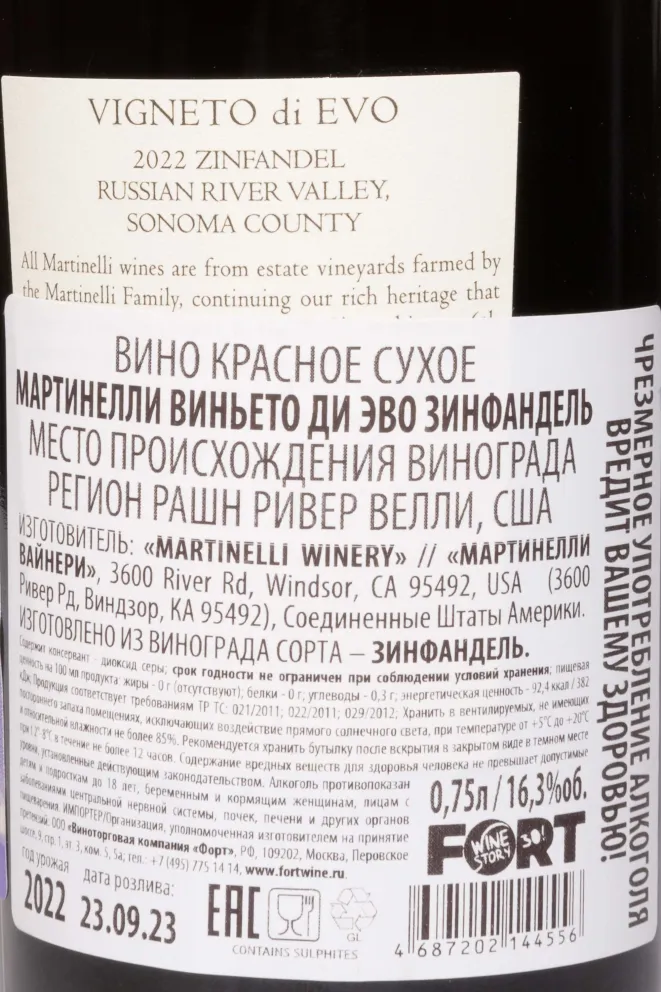 VIGNETO di EVO
2022 ZINFANDEL
RUSSIAN RIVER VALLEY,
SONOMA COUNTY
All Martinelli wines are from estate vineyards farmed by
the Martinelli Family, continuing our rich heritage that
ВИНО КРАСНОЕ СУХОЕ
МАРТИНЕЛЛИ ВИНЬЕТО ДИ ЭВО ЗИНФАНДЕЛЬ
МЕСТО ПРОИСХОЖДЕНИЯ ВИНОГРАДА
РЕГИОН РАШН РИВЕР ВЕЛЛИ, США
ИЗГОТОВИТЕЛЬ: «MARTINELLI WINERY» // «МАРТИНЕЛЛИ
ВАЙНЕРИ», 3600 River Rd, Windsor, CA 95492, USA (3600
Ривер Рд, Виндзор, КА 95492), Соединенные Штаты Америки.
ИЗГОТОВЛЕНО ИЗ ВИНОГРАДА СОРТА – ЗИНФАНДЕЛЬ.
Содержит консервант - диоксид серы; срок годности не ограничен при соблюдении условий хранения; пищевая
ценность на 100 мл продукта: жиры - 0 г (отсутствуют), белки - 0 г; углеводы - 0,3 г; энергетическая ценность - 92,4 ккал / 382
кДж; Продукция соответствует требованиям ТР ТС: 021/2011; 022/2011; 029/2012; Хранить в вентилируемых, не имеющих
постороннего запаха помещениях, исключающих воздействие прямого солнечного света, при температуре от +5°С до +20°С
и относительной влажности не более 85%. Рекомендуется хранить бутылку после вскрытия в закрытом виде в темном месте
при 12° 8°С в течение не более 12 часов. Содержание вредных веществ для здоровья человека не превышает допустимые
уровни, установленные действующим законодательством. Алкоголь противопоказан
детям и подросткам до 18 лет, беременным и кормящим женщинам, лицам с
заболеваниями центральной нервной системы, почек, печени и других органов
пищеварения. ИМПОРТЕР/Организация, уполномоченная изготовителем на принятие
претензий: ООО «Виноторговая компания «Форт», РФ, 109202, Москва, Перовское
шоссе, 9, стр. 1, эт. 3, ком. 5, 5а; тел.: +7 (495) 775 14 14, www.fortwine.ru.
0,75л / 16,3%об.
FORT
WINE
STORY
30!
год урожая
2022
дата розлива:
23.09.23
EAC
GL
CONTAINS SULPHITES
4 687202 144556
ЧРЕЗМЕРНОЕ УПОТРЕБЛЕНИЕ АЛКОГОЛЯ
ВРЕДИТ ВАШЕМУ ЗДОРОВЬЮ!